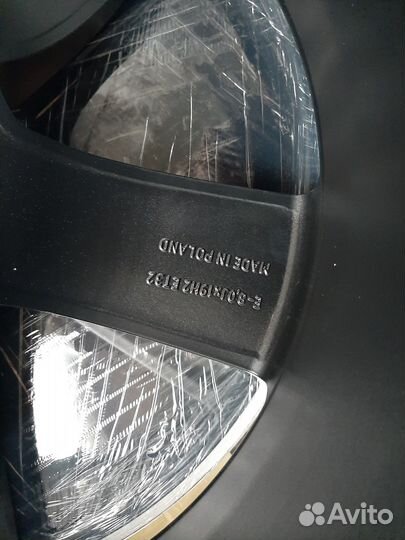 E-8,0Jx19H2 ET32
MADE IN POLAND
Avito